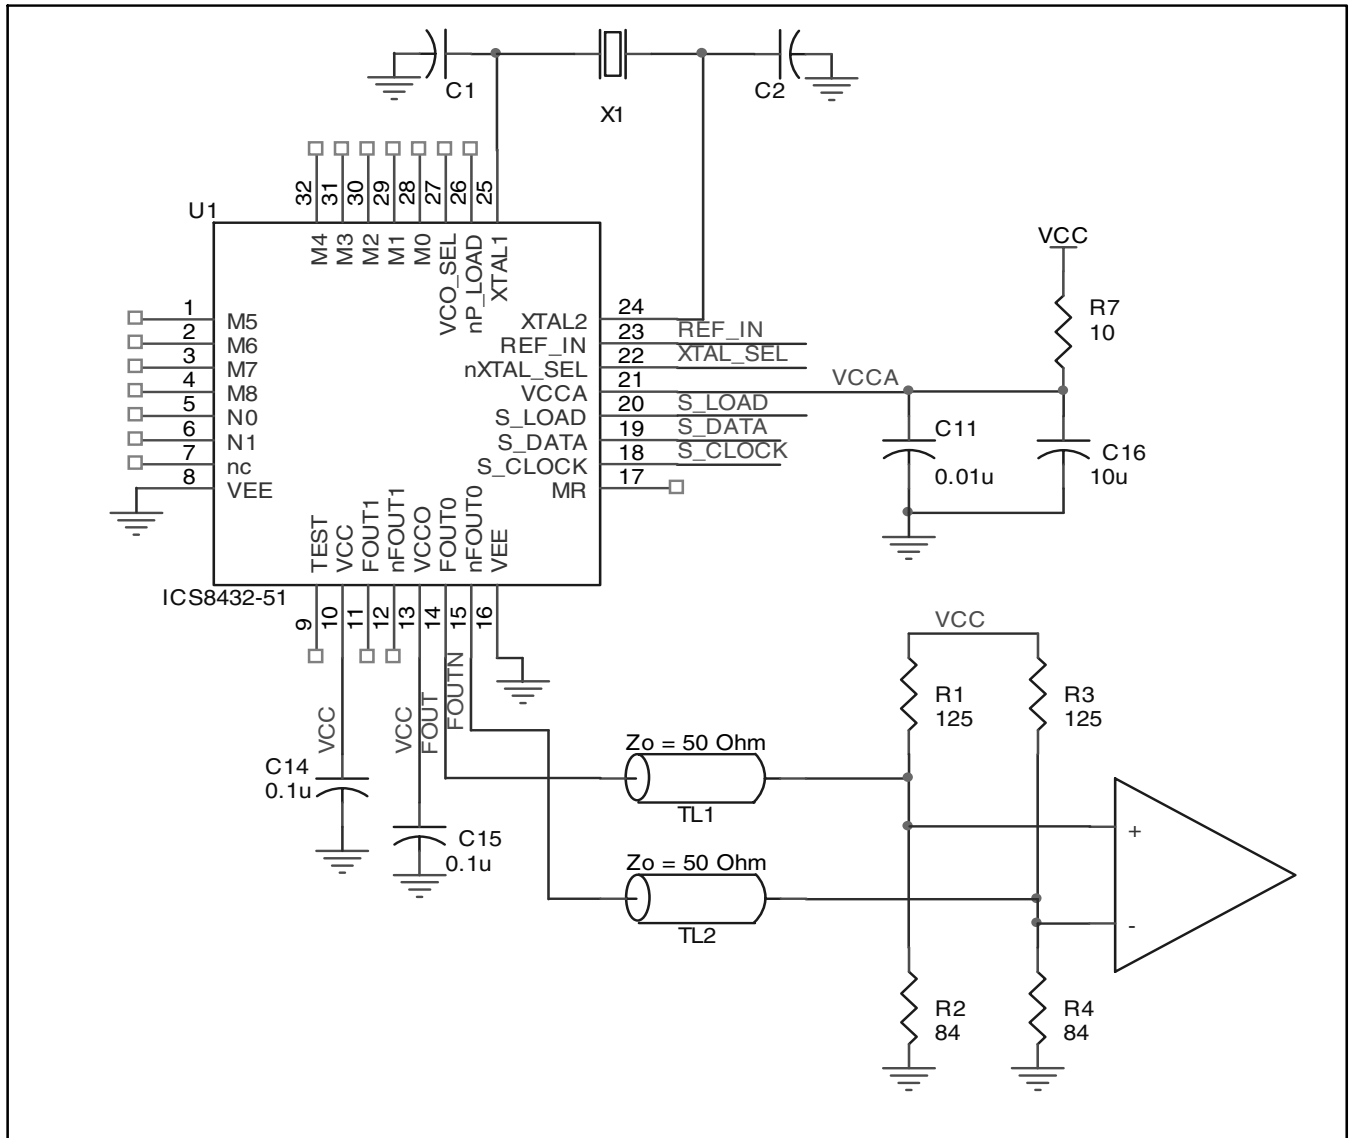 C1
C2
X1
32
31
30
29
28
27
26
25
U1
M4
M3
M2
M1
M0
VCO_SEL
nP_LOAD
XTAL1
VCC
R7
10
1
2
3
4
5
6
7
8
M5
M6
M7
M8
N0
N1
nc
VEE
XTAL2
REF_IN
nXTAL_SEL
VCCA
S_LOAD
S_DATA
S_CLOCK
MR
24
23
22
21
20
19
18
17
REF_IN
XTAL_SEL
VCCA
S_LOAD
S_DATA
S_CLOCK
C11
0.01u
C16
10u
TEST
VCC
FOUT1
nFOUT1
VCCO
FOUT0
nFOUT0
VEE
ICS8432-51
9
10
11
12
13
14
15
16
VCC
VCC
FOUT
FOUTN
VCC
R1
125
R3
125
Zo = 50 Ohm
TL1
C14
0.1u
C15
0.1u
Zo = 50 Ohm
TL2
+
-
R2
84
R4
84